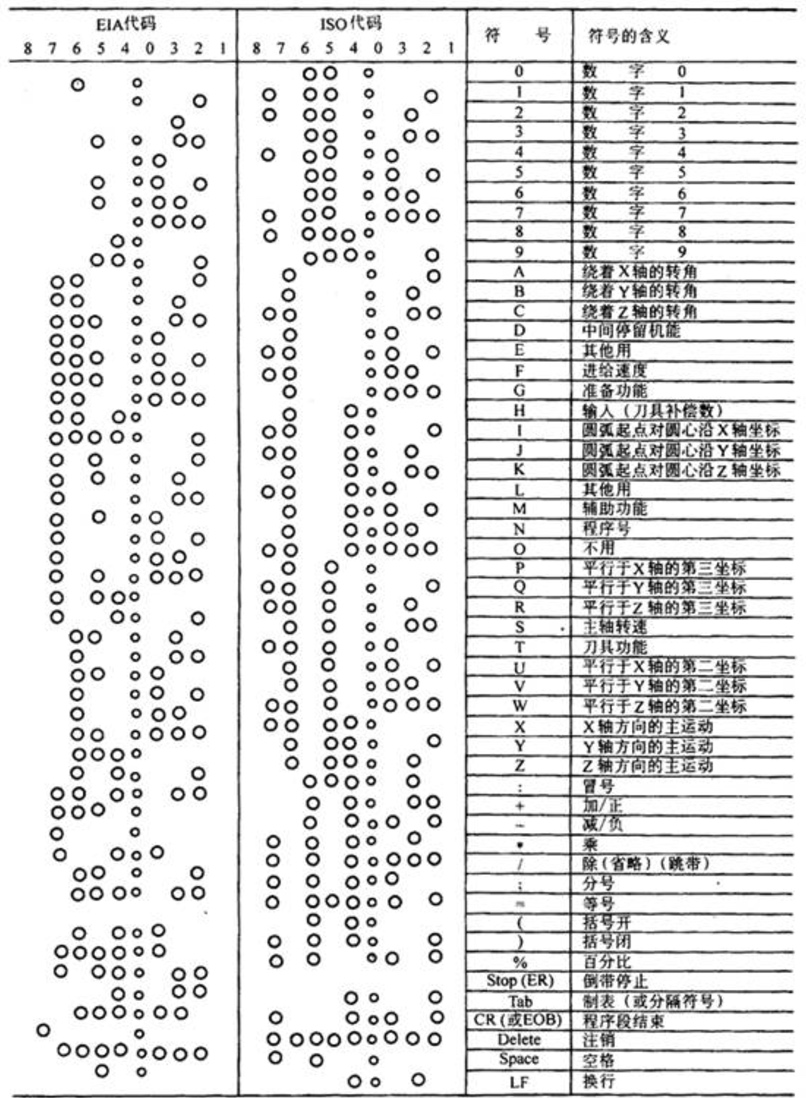 EIA代码 ISO代码 符 号 符号的含义
8 7 6 5 4 0 3 2 1 8 7 6 5 4 0 3 2 1
0 数 字 0
1 数 字 1
2 数 字 2
3 数 字 3
4 数 字 4
5 数 字 5
6 数 字 6
7 数 字 7
8 数 字 8
9 数 字 9
A 绕着X轴的转角
B 绕着Y轴的转角
C 绕着Z轴的转角
D 中间停留机能
E 其他用
F 进给速度
G 准备功能
H 输入(刀具补偿数)
I 圆弧起点对圆心沿X轴坐标
J 圆弧起点对圆心沿Y轴坐标
K 圆弧起点对圆心沿Z轴坐标
L 其他用
M 辅助功能
N 程序号
O 不用
P 平行于X轴的第三坐标
Q 平行于Y轴的第三坐标
R 平行于Z轴的第三坐标
S 主轴转速
T 刀具功能
U 平行于X轴的第二坐标
V 平行于Y轴的第二坐标
W 平行于Z轴的第二坐标
X X轴方向的主运动
Y Y轴方向的主运动
Z Z轴方向的主运动
: 冒号
+ 加/正
- 减/负
* 乘
/ 除(省略)(跳带)
; 分号
= 等号
( 括号开
) 括号闭
% 百分比
Stop (ER) 倒带停止
Tab 制表(或分隔符号)
CR (或EOB) 程序段结束
Delete 注销
Space 空格
LF 换行